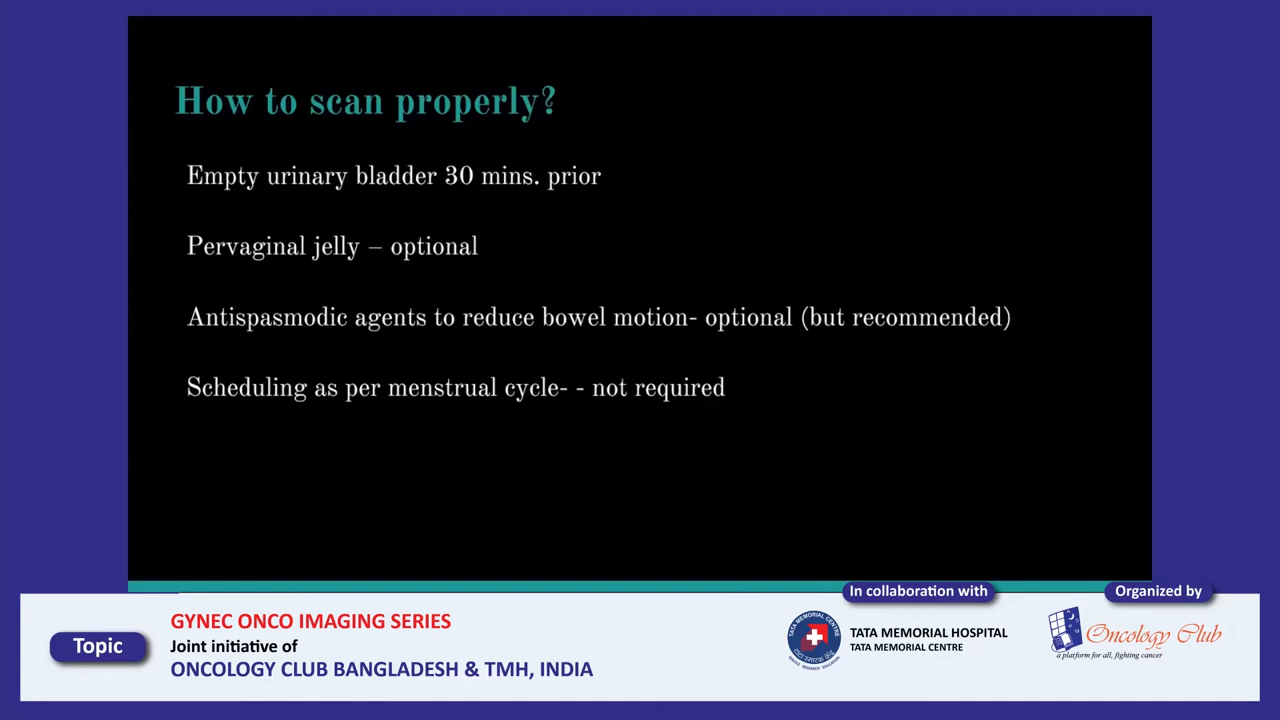 How to scan properly?
Empty urinary bladder 30 mins. prior
Pervaginal jelly – optional
Antispasmodic agents to reduce bowel motion- optional (but recommended)
Scheduling as per menstrual cycle- - not required
Topic
GYNEC ONCO IMAGING SERIES
Joint initiative of
ONCOLOGY CLUB BANGLADESH & TMH, INDIA
In collaboration with
TATA MEMORIAL HOSPITAL
TATA MEMORIAL CENTRE
Organized by
Oncology Club
a platform for all, fighting cancer
TATA MEMORIAL CENTRE